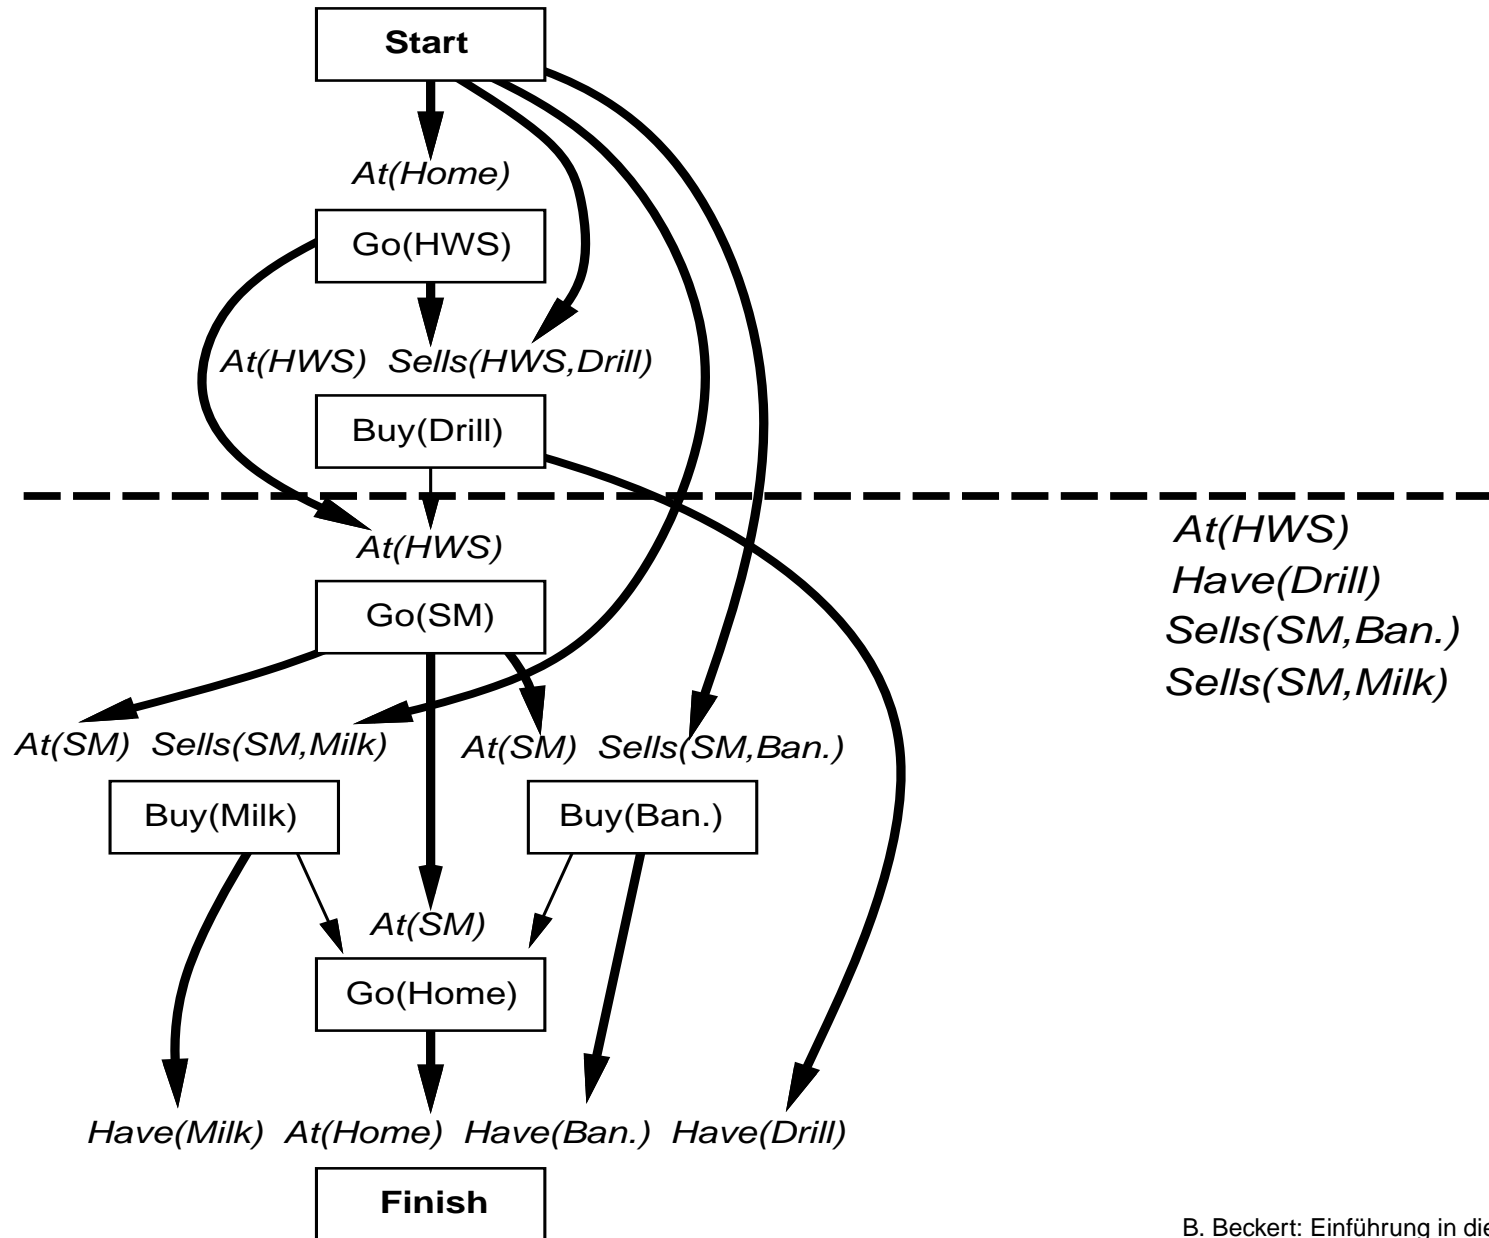 Start
At(Home)
Go(HWS)
At(HWS) Sells(HWS,Drill)
Buy(Drill)
At(HWS)
Go(SM)
At(SM) Sells(SM,Milk) At(SM) Sells(SM,Ban.)
Buy(Milk) Buy(Ban.)
At(SM)
Go(Home)
Have(Milk) At(Home) Have(Ban.) Have(Drill)
Finish
At(HWS)
Have(Drill)
Sells(SM,Ban.)
Sells(SM,Milk)
B. Beckert: Einführung in die